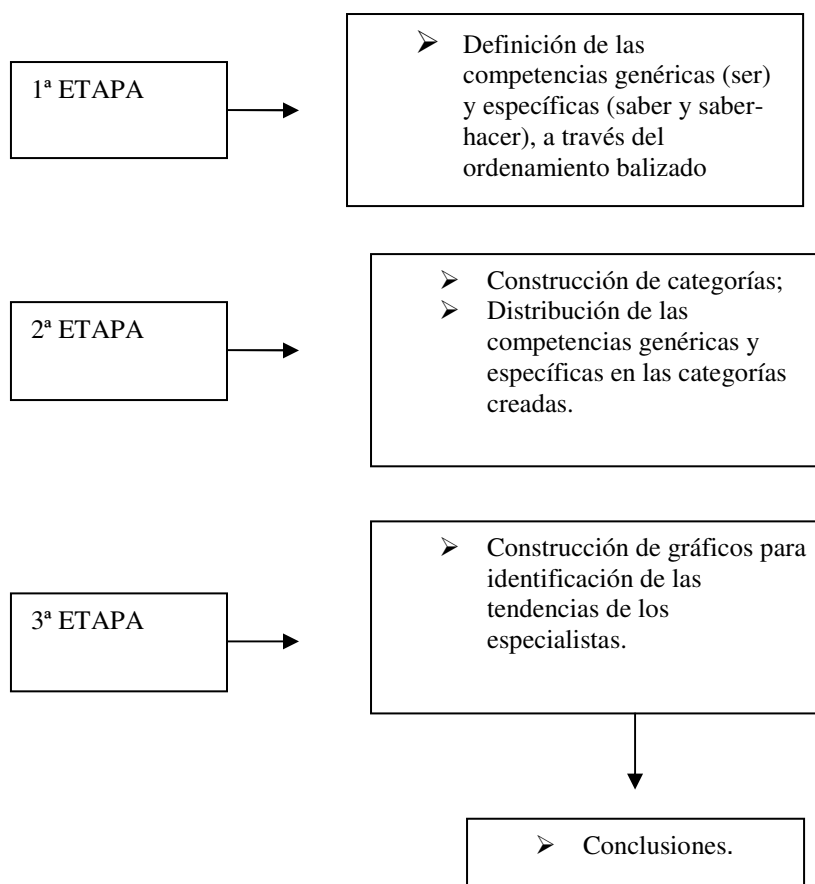 1ª ETAPA
➢ Definición de las
competencias genéricas (ser)
y específicas (saber y saber-
hacer), a través del
ordenamiento balizado
2ª ETAPA
➢ Construcción de categorías;
➢ Distribución de las
competencias genéricas y
específicas en las categorías
creadas.
3ª ETAPA
➢ Construcción de gráficos para
identificación de las
tendencias de los
especialistas.
➢ Conclusiones.